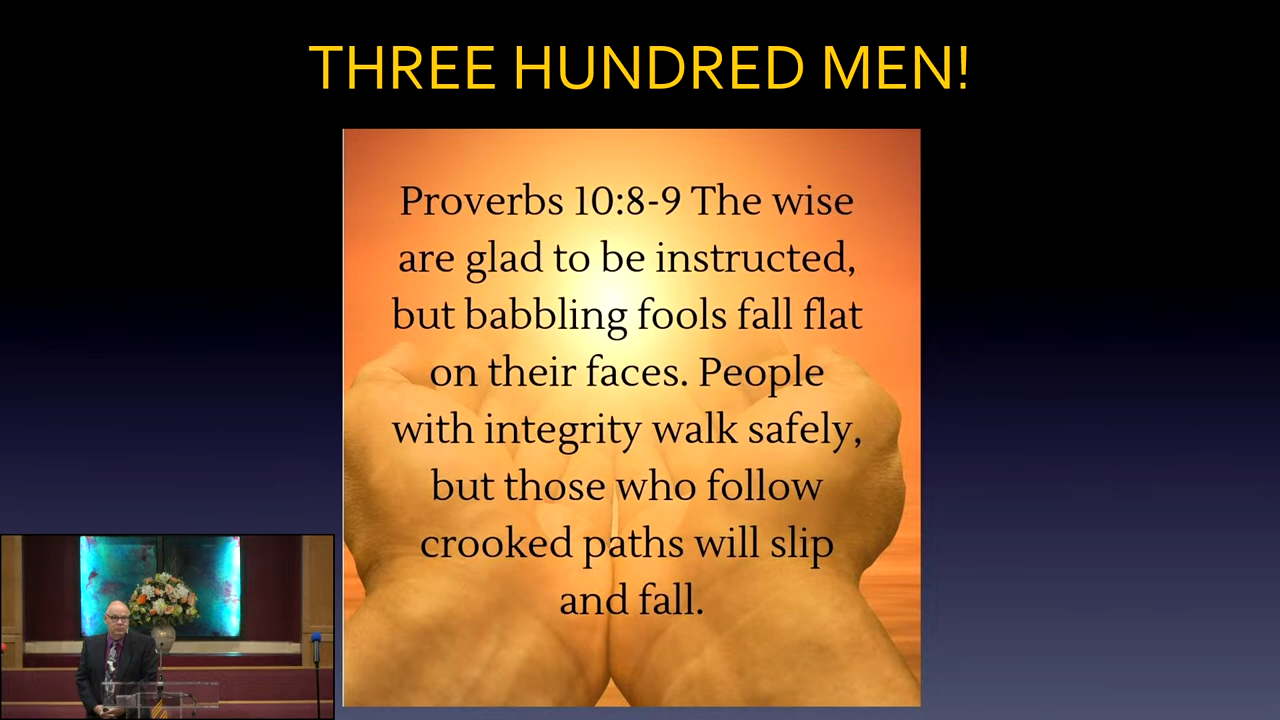 THREE HUNDRED MEN!
Proverbs 10:8-9 The wise
are glad to be instructed,
but babbling fools fall flat
on their faces. People
with integrity walk safely,
but those who follow
crooked paths will slip
and fall.